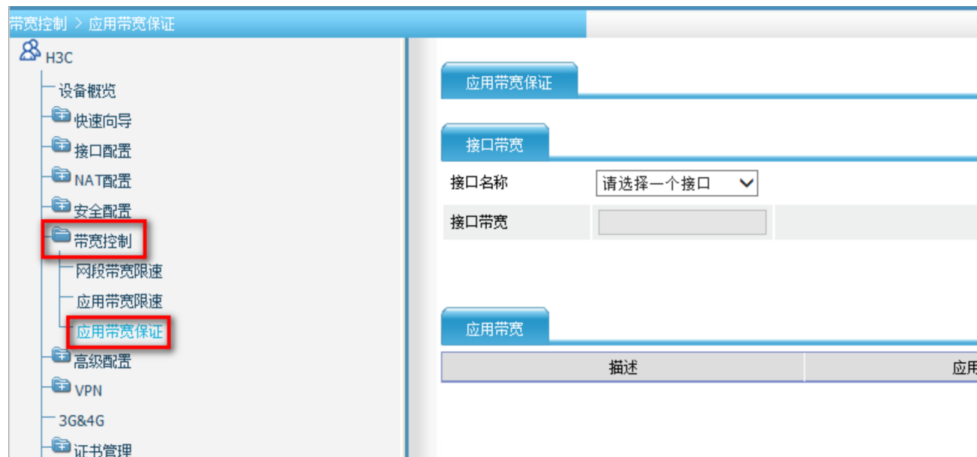 带宽控制 > 应用带宽保证
H3C
设备概览
快速向导
接口配置
NAT配置
安全配置
带宽控制
网段带宽限速
应用带宽限速
应用带宽保证
高级配置
VPN
3G&4G
证书管理
应用带宽保证
接口带宽
接口名称 请选择一个接口
接口带宽
应用带宽
描述 应用